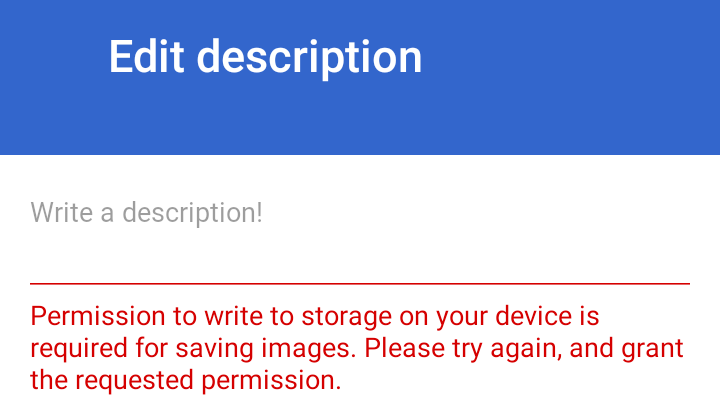 Edit description
Write a description!
Permission to write to storage on your device is
required for saving images. Please try again, and grant
the requested permission.